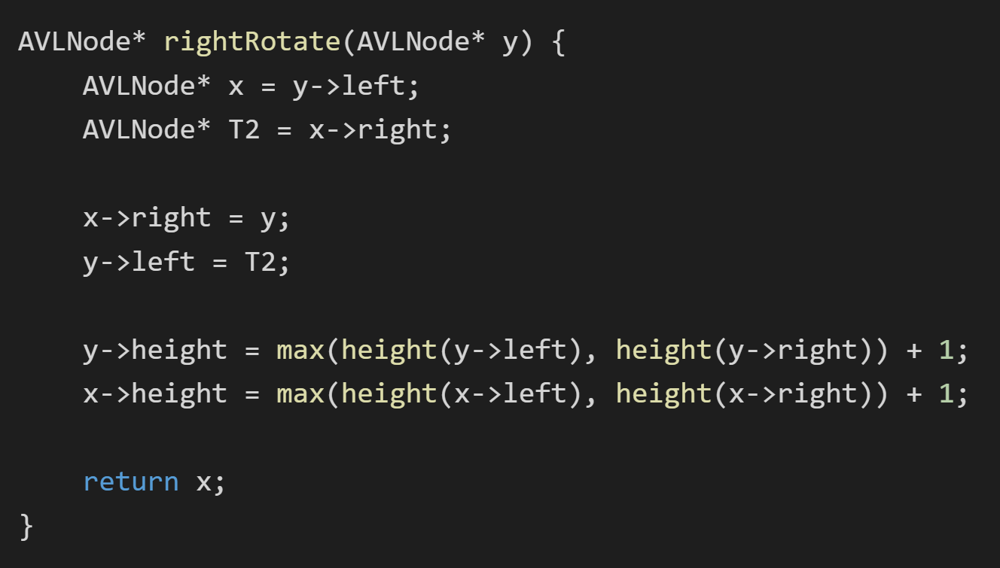 AVLNode* rightRotate(AVLNode* y) {
    AVLNode* x = y->left;
    AVLNode* T2 = x->right;

    x->right = y;
    y->left = T2;

    y->height = max(height(y->left), height(y->right)) + 1;
    x->height = max(height(x->left), height(x->right)) + 1;

    return x;
}